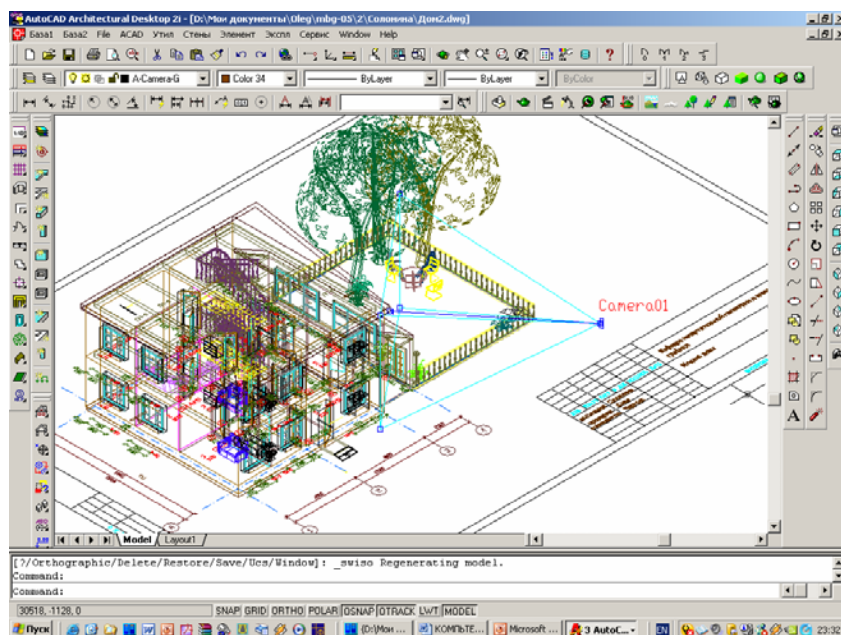 AutoCAD Architectural Desktop 2i - [D:\Мои документы\Oleg\mbg-05\2\Солонина\Дом2.dwg]
База1 База2 File ACAD Утил Стены Элемент Экспл Сервис Window Help
A-Camera-G Color 34 ByLayer ByLayer ByColor
Camera01
A
Model Layout1
[?/Orthographic/Delete/Restore/Save/Ucs/Window]: _swiso Regenerating model.
Command:
Command:
30518, -1128, 0 SNAP GRID ORTHO POLAR OSNAP OTRACK LWT MODEL
Пуск {D:\Мои ... КОМПЬТЕ... Microsoft ... 3 AutoC... EN 23:32